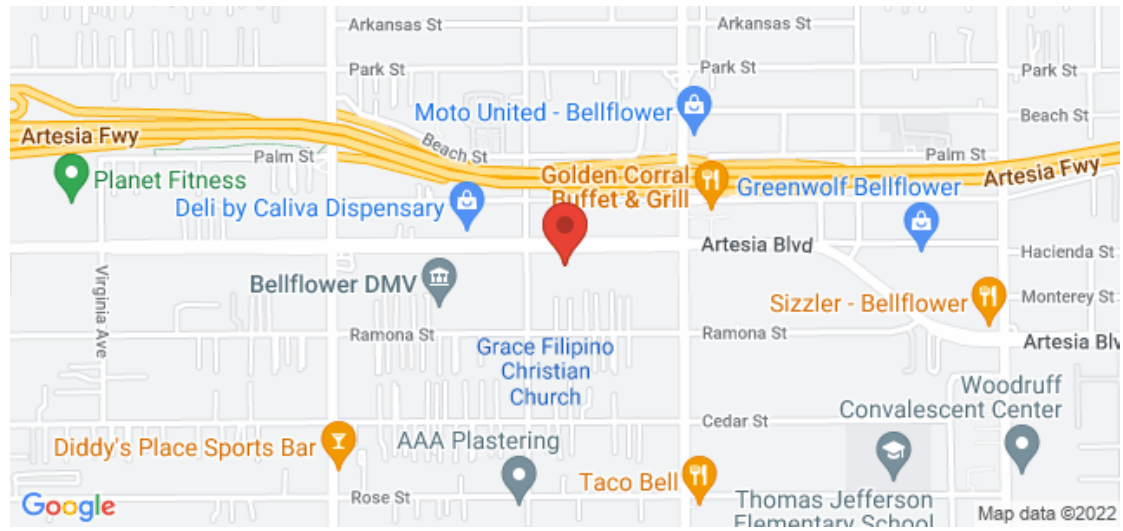 Arkansas St
Arkansas St
Park St
Park St
Park St
Moto United - Bellflower
Beach St
Artesia Fwy
Beach St
Palm St
Palm St
Planet Fitness
Golden Corral
Buffet & Grill
Greenwolf Bellflower
Artesia Fwy
Deli by Caliva Dispensary
Artesia Blvd
Hacienda St
Bellflower DMV
Virginia Ave
Sizzler - Bellflower
Monterey St
Ramona St
Ramona St
Artesia Blv
Grace Filipino
Christian
Church
Woodruff
Convalescent Center
Cedar St
Diddy's Place Sports Bar
AAA Plastering
Taco Bell
Rose St
Thomas Jefferson
Elementary School
Google
Map data ©2022